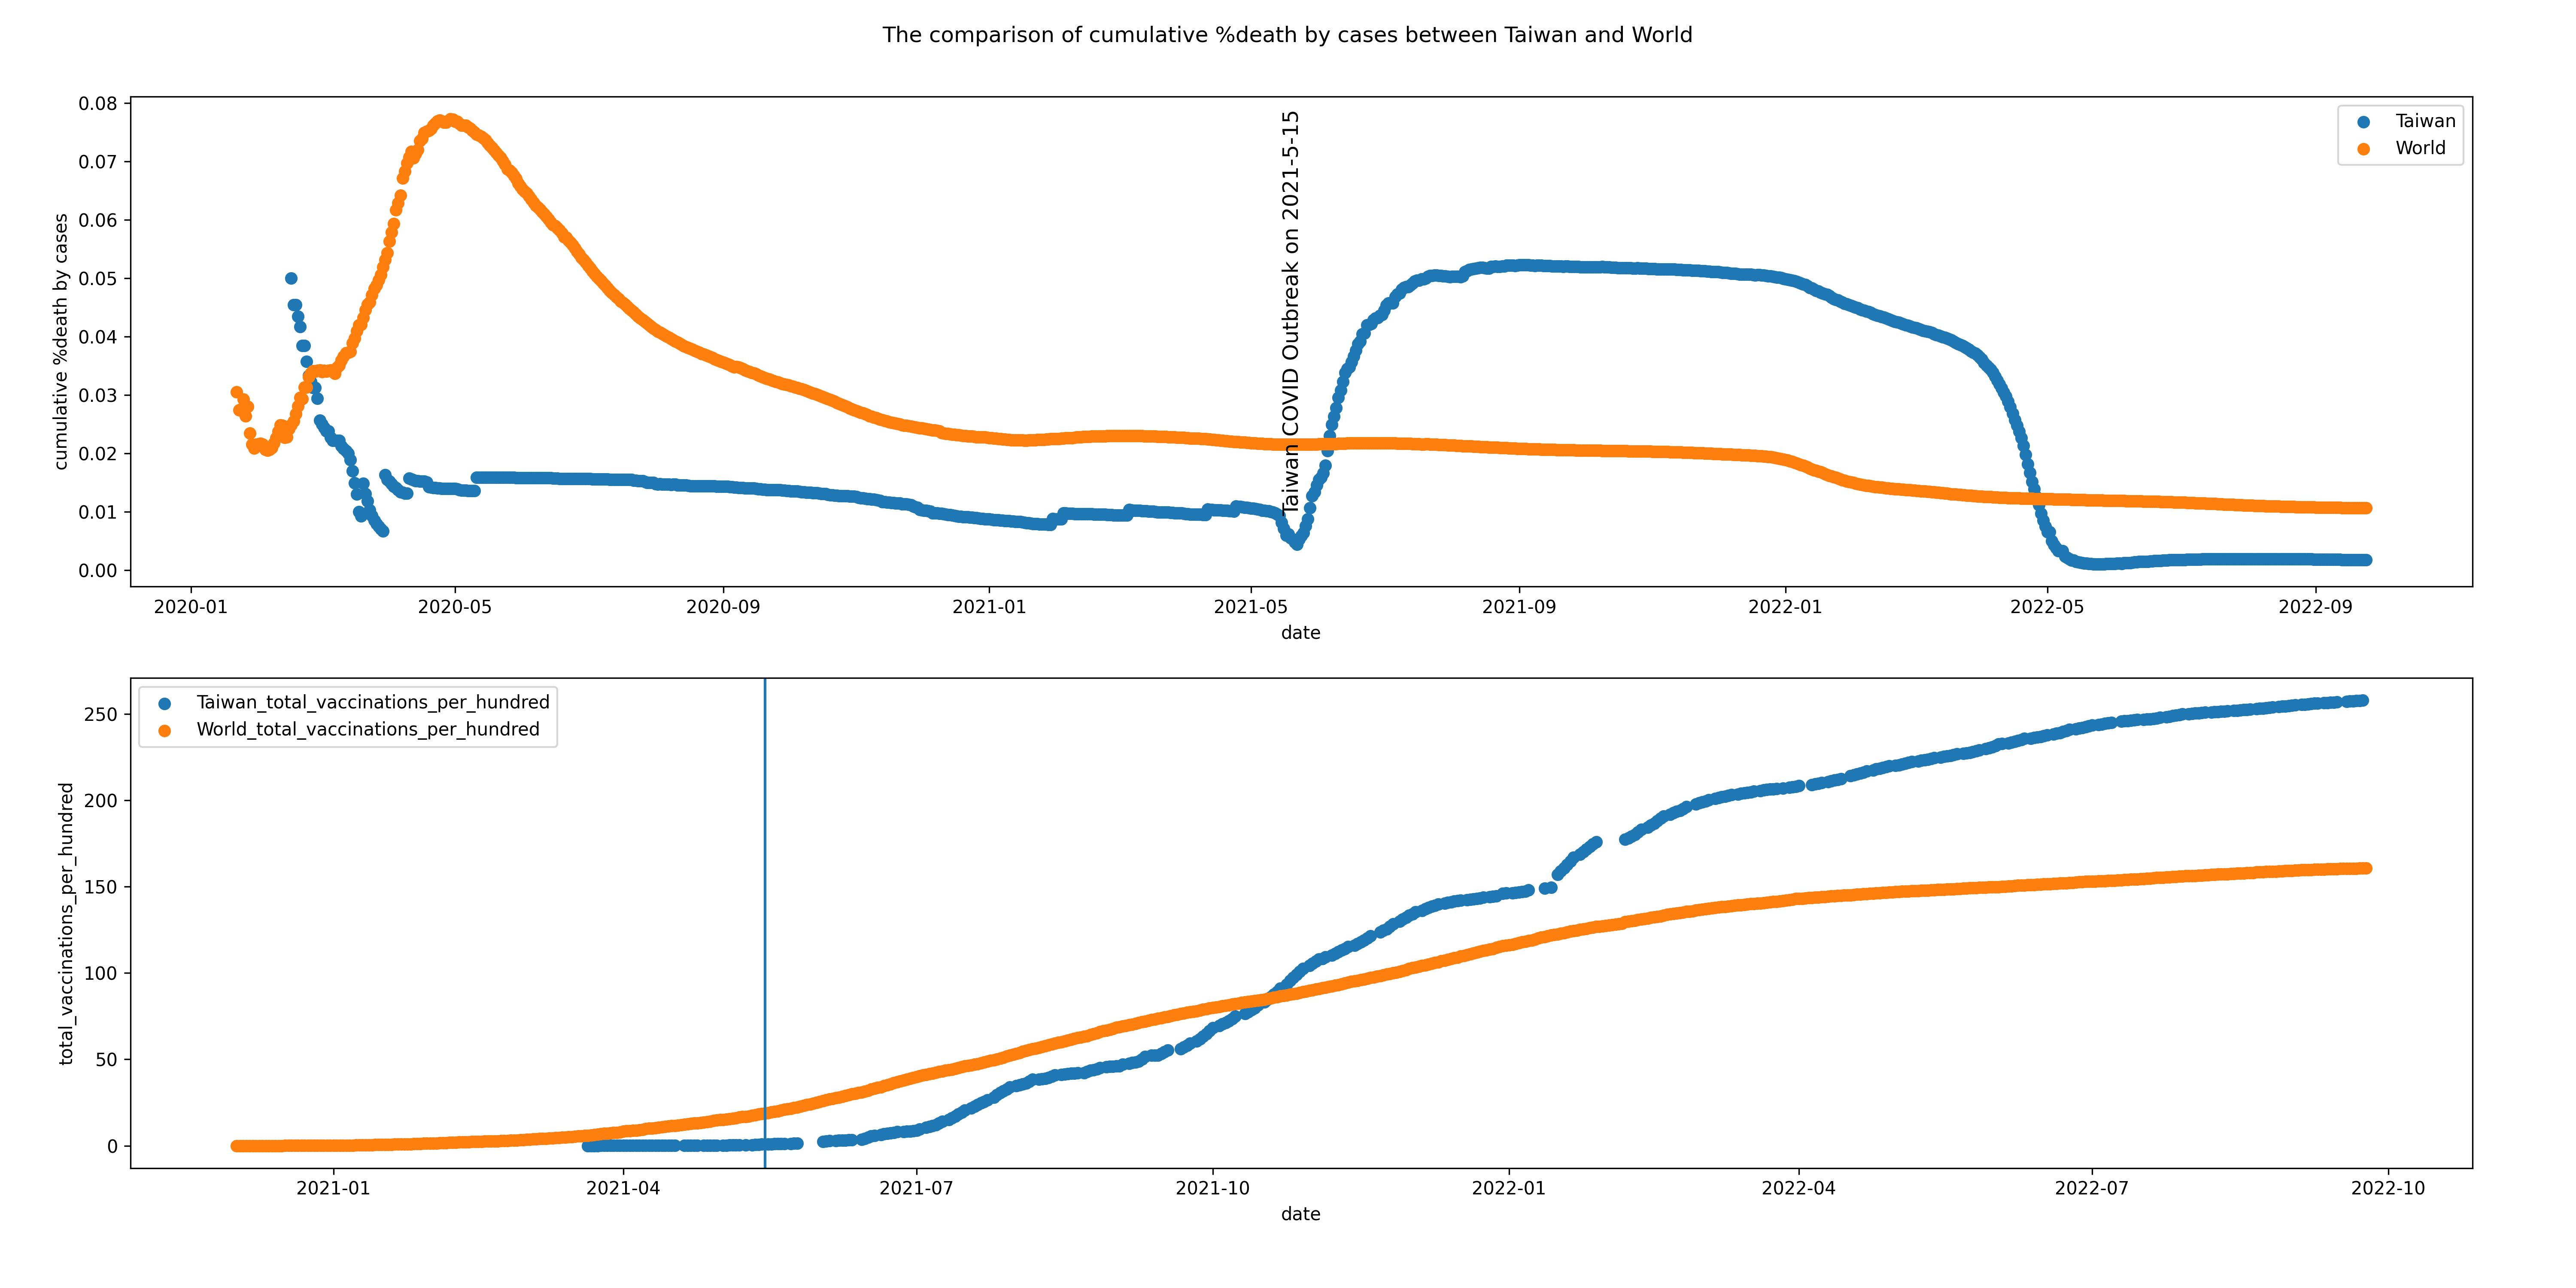 The comparison of cumulative %death by cases between Taiwan and World
0.08
0.07
0.06
0.05
0.04
0.03
0.02
0.01
0.00
cumulative %death by cases
Taiwan COVID Outbreak on 2021-5-15
Taiwan
World
2020-01 2020-05 2020-09 2021-01 2021-05 2021-09 2022-01 2022-05 2022-09
date
Taiwan_total_vaccinations_per_hundred
World_total_vaccinations_per_hundred
250
200
150
100
50
0
total_vaccinations_per_hundred
2021-01 2021-04 2021-07 2021-10 2022-01 2022-04 2022-07 2022-10
date